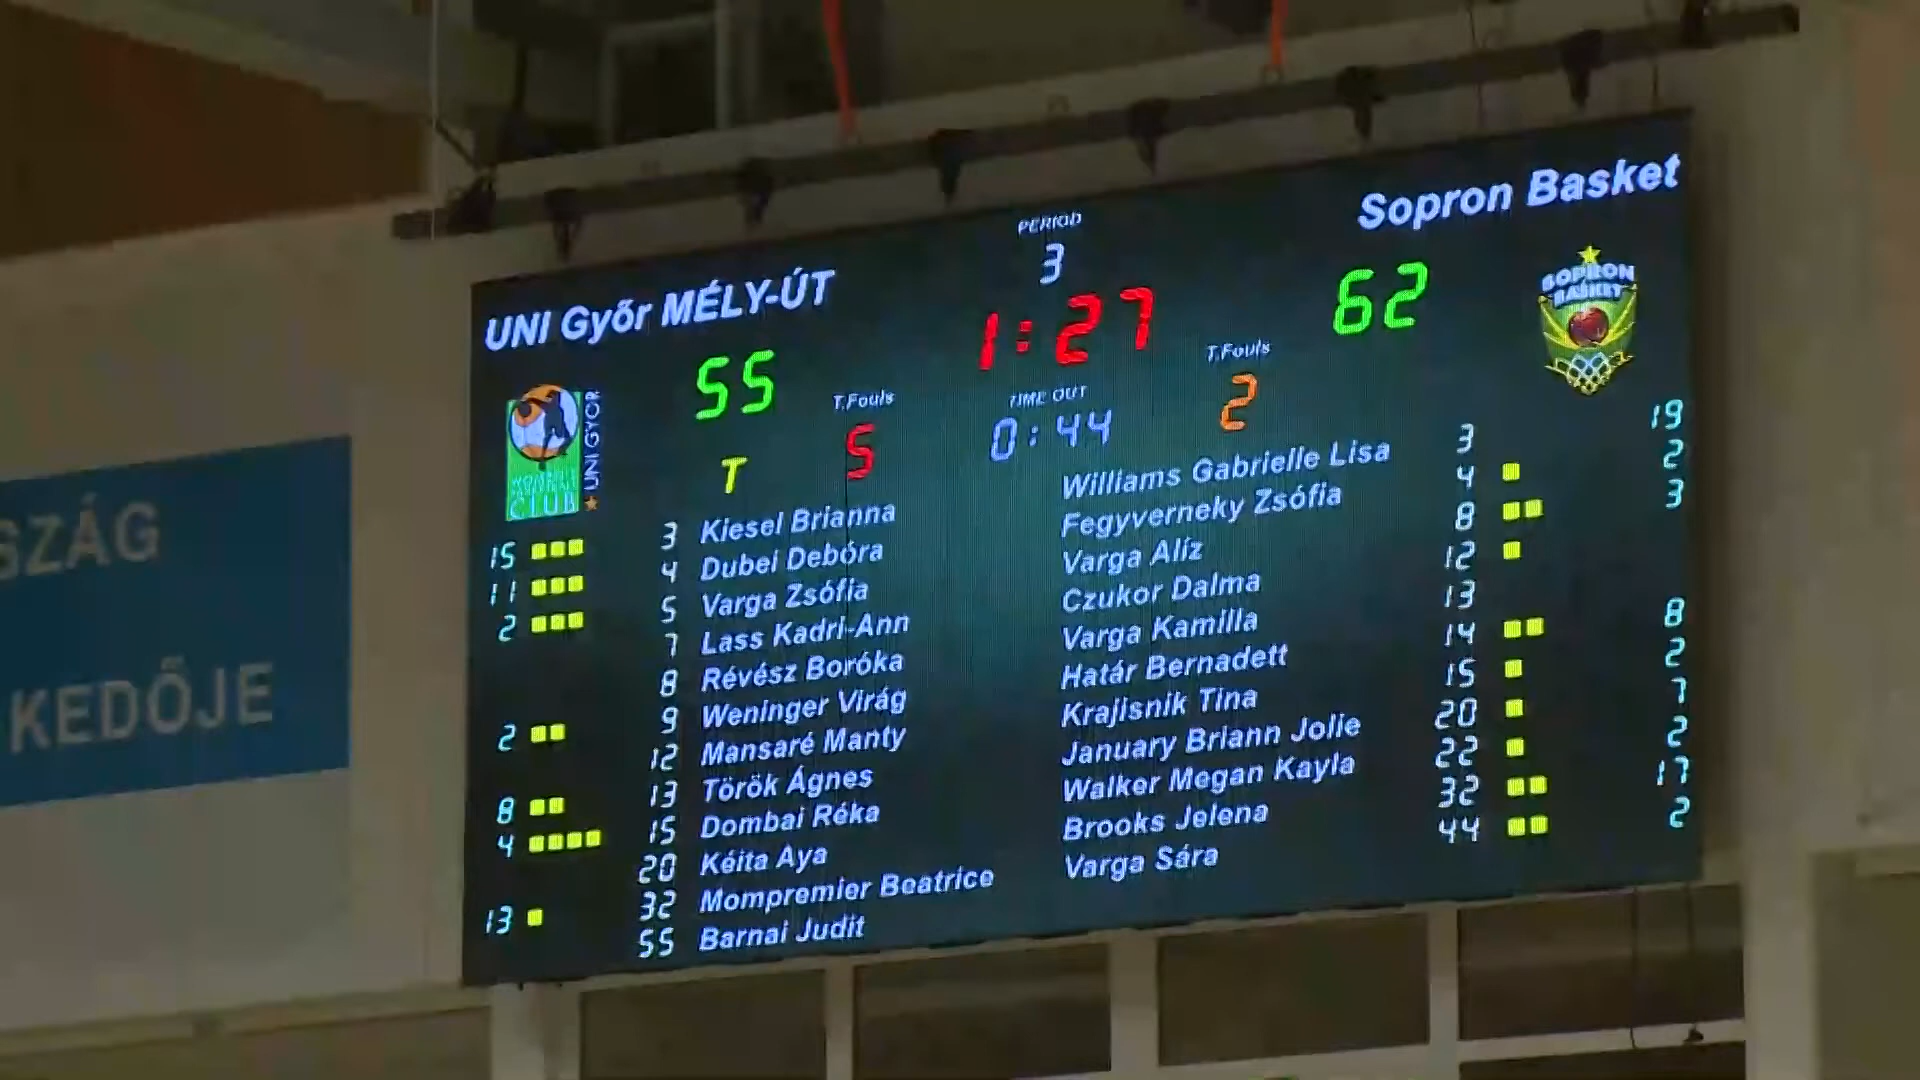 SZÁG
KEDŐJE
PERIOD
3
UNI Győr MÉLY-ÚT
Sopron Basket
55
1:27
62
SOPRON
BASKET
T.Fouls
TIME OUT
T.Fouls
T
5
0:44
2
UNI GYŐR
CLUB
15 3 Kiesel Brianna
11 4 Dubei Debóra
2 5 Varga Zsófia
7 Lass Kadri-Ann
8 Révész Boróka
2 9 Weninger Virág
12 Mansaré Manty
8 13 Török Ágnes
4 15 Dombai Réka
20 Kéita Aya
13 32 Mompremier Beatrice
55 Barnai Judit
Williams Gabrielle Lisa 3 19
Fegyverneky Zsófia 4 2
Varga Alíz 8 3
Czukor Dalma 12
Varga Kamilla 13
Határ Bernadett 14 8
Krajisnik Tina 15 2
January Briann Jolie 20 7
Walker Megan Kayla 22 2
Brooks Jelena 32 17
Varga Sára 44 2